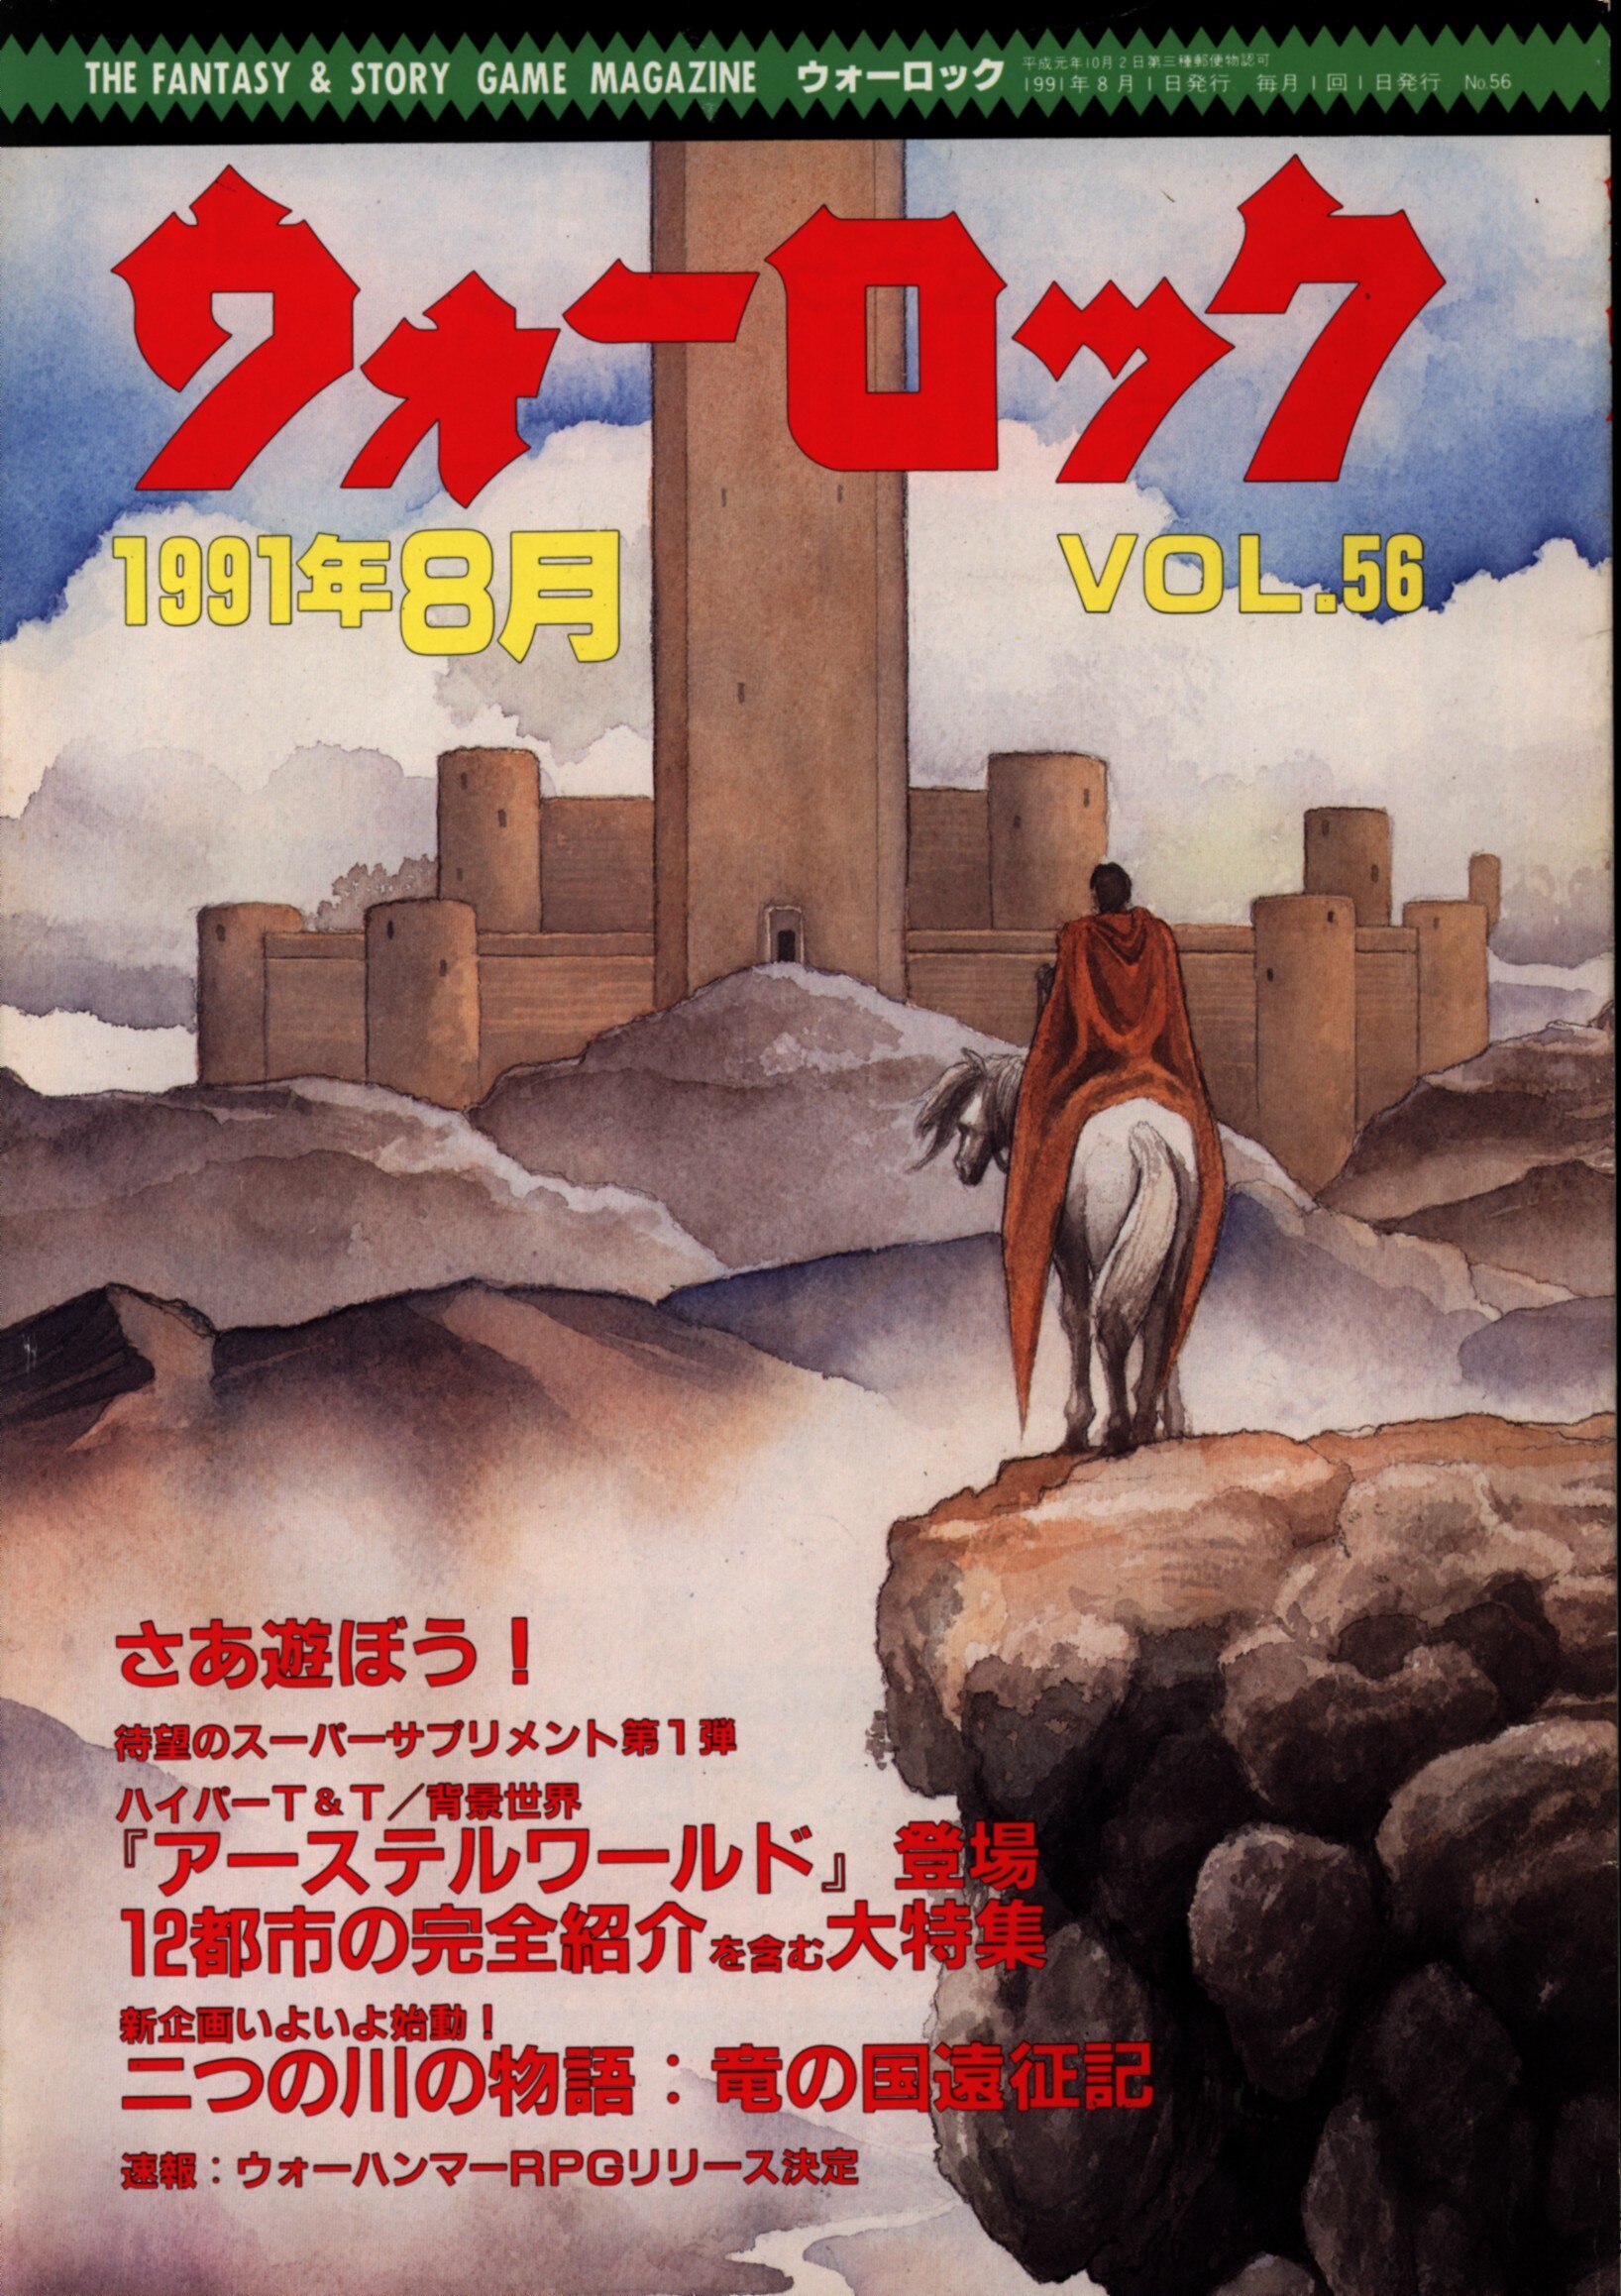 THE FANTASY & STORY GAME MAGAZINE ウォーロック
平成元年10月2日第三種郵便物認可
1991年8月1日発行 毎月1回1日発行 No.56
ウォーロック
1991年8月 VOL.56
さあ遊ぼう!
待望のスーパーサプリメント第1弾
ハイパーT&T/背景世界
『アーステルワールド』登場
12都市の完全紹介を含む大特集
新企画いよいよ始動!
二つの川の物語:竜の国遠征記
速報:ウォーハンマーRPGリリース決定